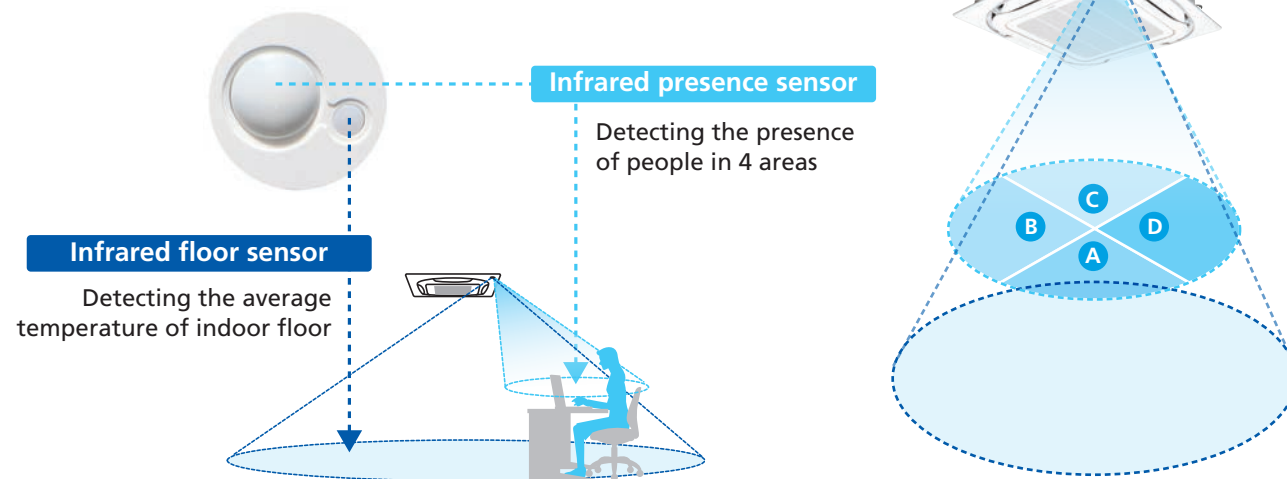 Infrared presence sensor
Detecting the presence
of people in 4 areas
Infrared floor sensor
Detecting the average
temperature of indoor floor
C
B
D
A